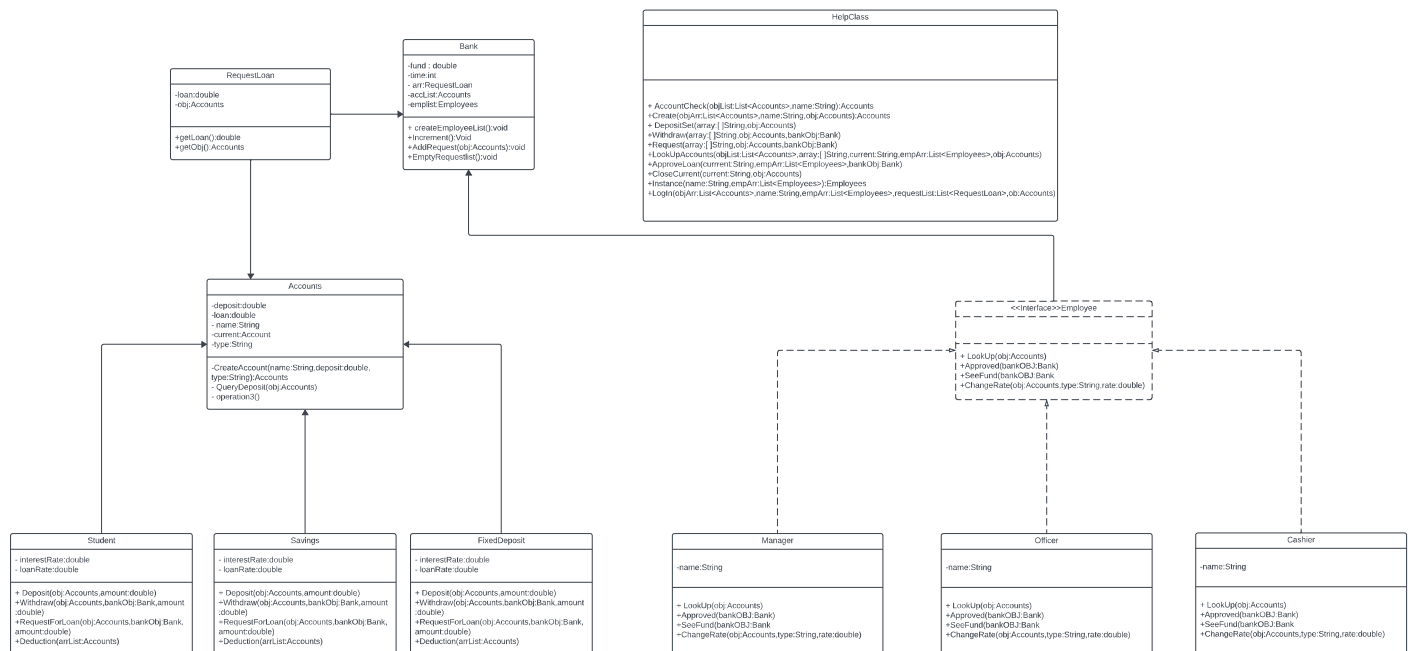 HelpClass
+ AccountCheck(objList:List<Accounts>,name:String):Accounts
+Create(objArr:List<Accounts>,name:String,obj:Accounts):Accounts
+ DepositSet(array:[ ]String,obj:Accounts)
+Withdraw(array:[ ]String,obj:Accounts,bankObj:Bank)
+Request(array:[ ]String,obj:Accounts,bankObj:Bank)
+LookUpAccounts(objList:List<Accounts>,array:[ ]String,current:String,empArr:List<Employees>,obj:Accounts)
+ApproveLoan(currrent:String,empArr:List<Employees>,bankObj:Bank)
+CloseCurrent(current:String,obj:Accounts)
+Instance(name:String,empArr:List<Employees>):Employees
+LogIn(objArr:List<Accounts>,name:String,empArr:List<Employees>,requestList:List<RequestLoan>,ob:Accounts)
Bank
-fund : double
-time:int
- arr:RequestLoan
-accList:Accounts
-emplist:Employees
+ createEmployeeList():void
+Increment():Void
+AddRequest(obj:Accounts):void
+EmptyRequestlist():void
RequestLoan
-loan:double
-obj:Accounts
+getLoan():double
+getObj():Accounts
Accounts
-deposit:double
-loan:double
- name:String
-current:Account
-type:String
-CreateAccount(name:String,deposit:double,
type:String):Accounts
- QueryDeposit(obj:Accounts)
- operation3()
<<Interface>>Employee
+ LookUp(obj:Accounts)
+Approved(bankOBJ:Bank)
+SeeFund(bankOBJ:Bank
+ChangeRate(obj:Accounts,type:String,rate:double)
Student
- interestRate:double
- loanRate:double
+ Deposit(obj:Accounts,amount:double)
+Withdraw(obj:Accounts,bankObj:Bank,amount
:double)
+RequestForLoan(obj:Accounts,bankObj:Bank,
amount:double)
+Deduction(arrList:Accounts)
Savings
- interestRate:double
- loanRate:double
+ Deposit(obj:Accounts,amount:double)
+Withdraw(obj:Accounts,bankObj:Bank,amount
:double)
+RequestForLoan(obj:Accounts,bankObj:Bank,
amount:double)
+Deduction(arrList:Accounts)
FixedDeposit
- interestRate:double
- loanRate:double
+ Deposit(obj:Accounts,amount:double)
+Withdraw(obj:Accounts,bankObj:Bank,amount
:double)
+RequestForLoan(obj:Accounts,bankObj:Bank,
amount:double)
+Deduction(arrList:Accounts)
Manager
-name:String
+ LookUp(obj:Accounts)
+Approved(bankOBJ:Bank)
+SeeFund(bankOBJ:Bank
+ChangeRate(obj:Accounts,type:String,rate:double)
Officer
-name:String
+ LookUp(obj:Accounts)
+Approved(bankOBJ:Bank)
+SeeFund(bankOBJ:Bank
+ChangeRate(obj:Accounts,type:String,rate:double)
Cashier
-name:String
+ LookUp(obj:Accounts)
+Approved(bankOBJ:Bank)
+SeeFund(bankOBJ:Bank
+ChangeRate(obj:Accounts,type:String,rate:double)